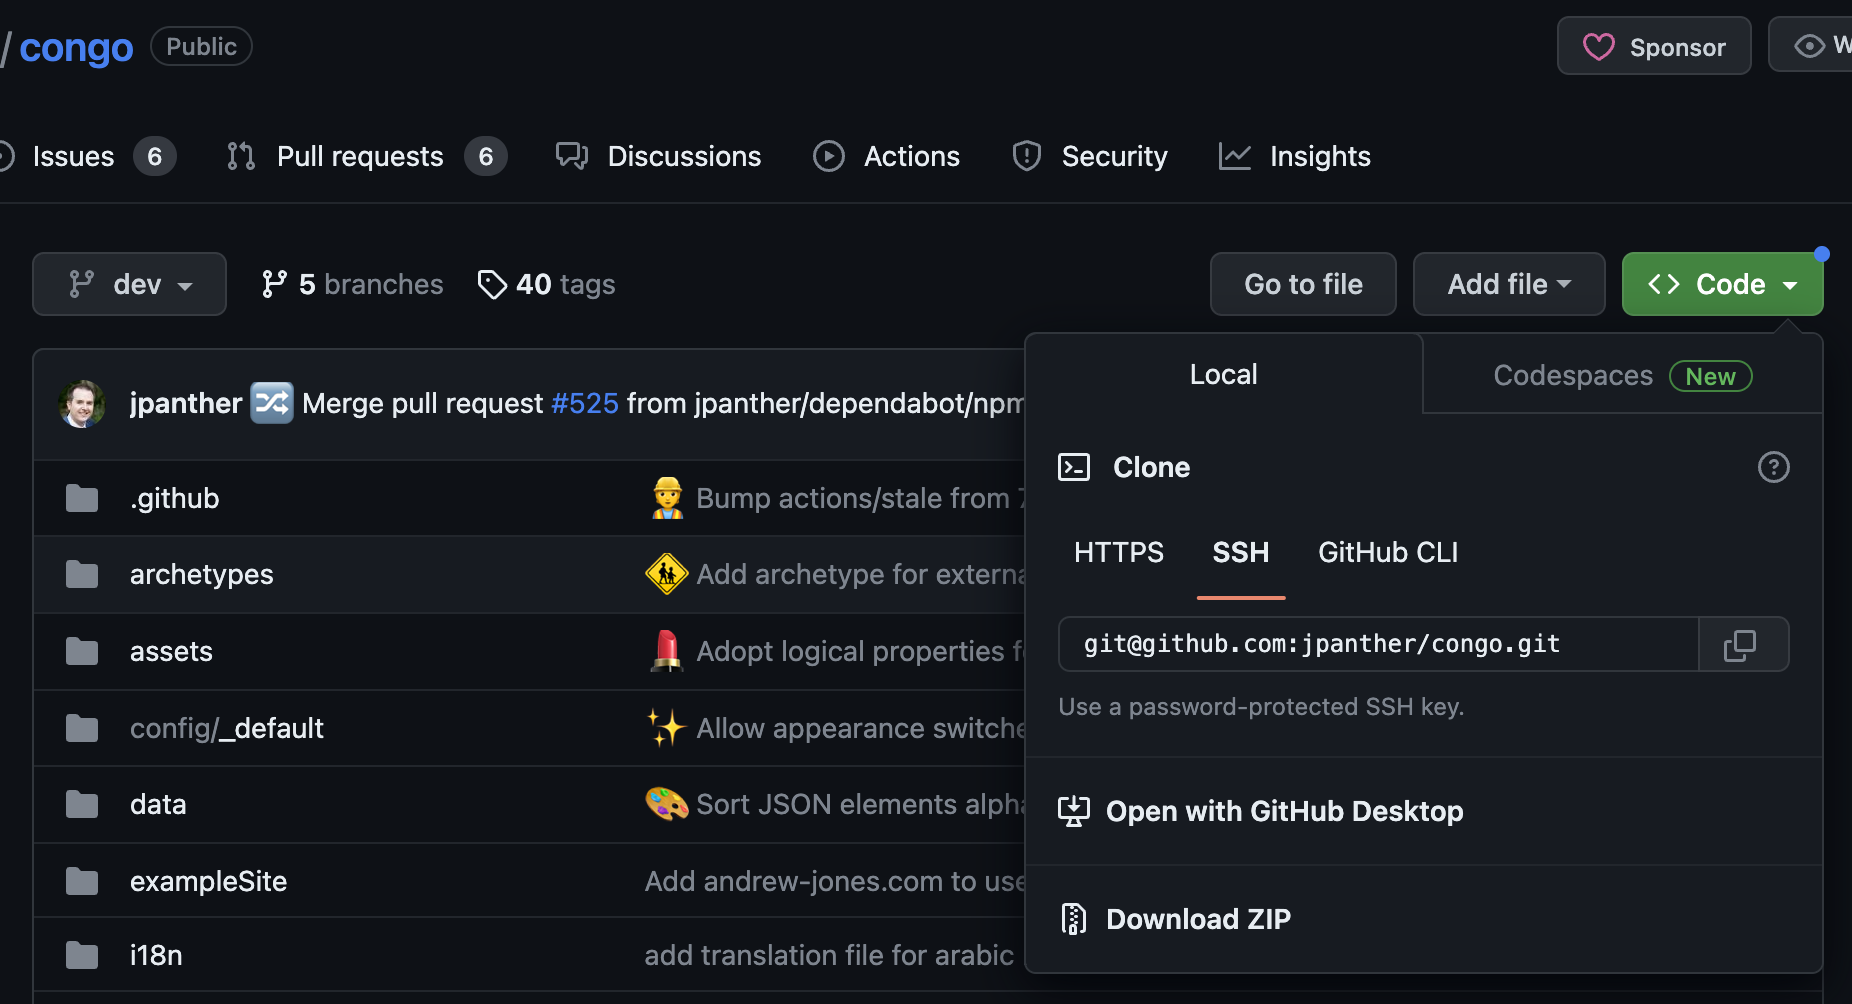 /congo Public Sponsor
Issues 6 Pull requests 6 Discussions Actions Security Insights
dev 5 branches 40 tags Go to file Add file Code
Local Codespaces New
jpanther Merge pull request #525 from jpanther/dependabot/npm
Clone
.github Bump actions/stale from
HTTPS SSH GitHub CLI
archetypes Add archetype for externa
git@github.com:jpanther/congo.git
assets Adopt logical properties
Use a password-protected SSH key.
config/_default Allow appearance switche
data Sort JSON elements alpha
Open with GitHub Desktop
exampleSite Add andrew-jones.com to use
Download ZIP
i18n add translation file for arabic